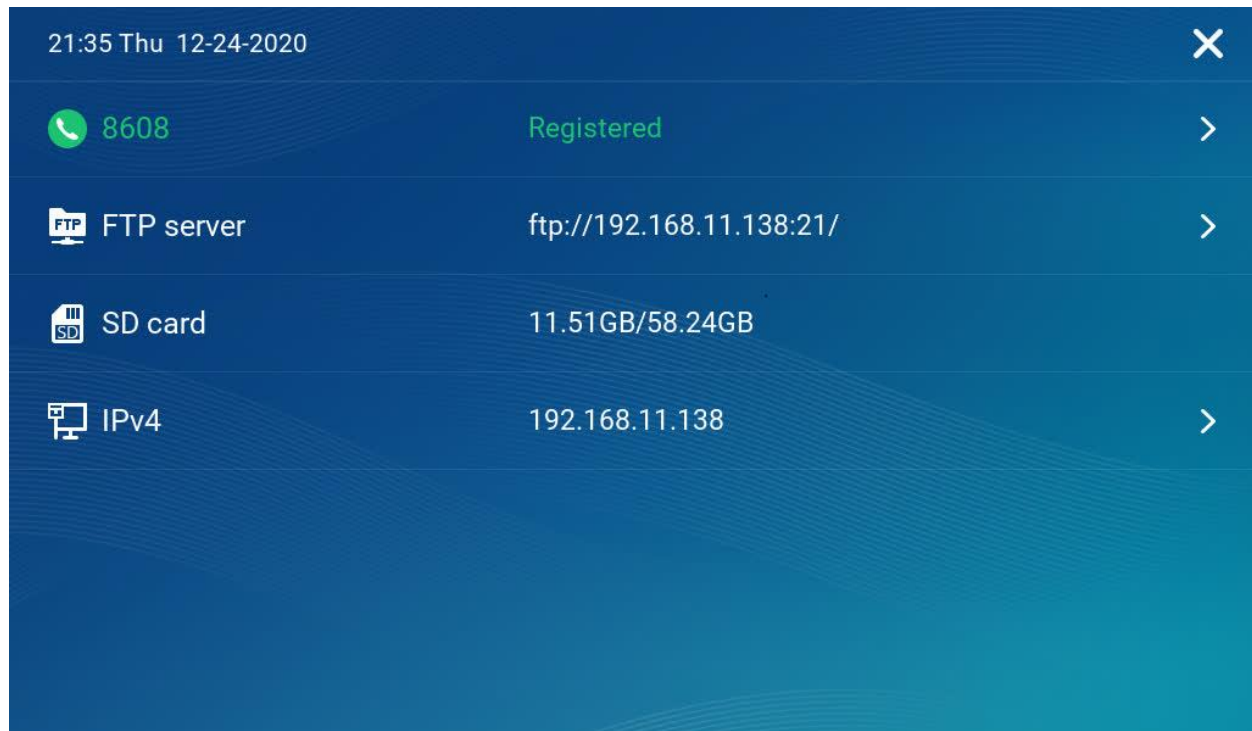 21:35 Thu 12-24-2020
8608 Registered
FTP FTP server ftp://192.168.11.138:21/
SD SD card 11.51GB/58.24GB
IPv4 192.168.11.138